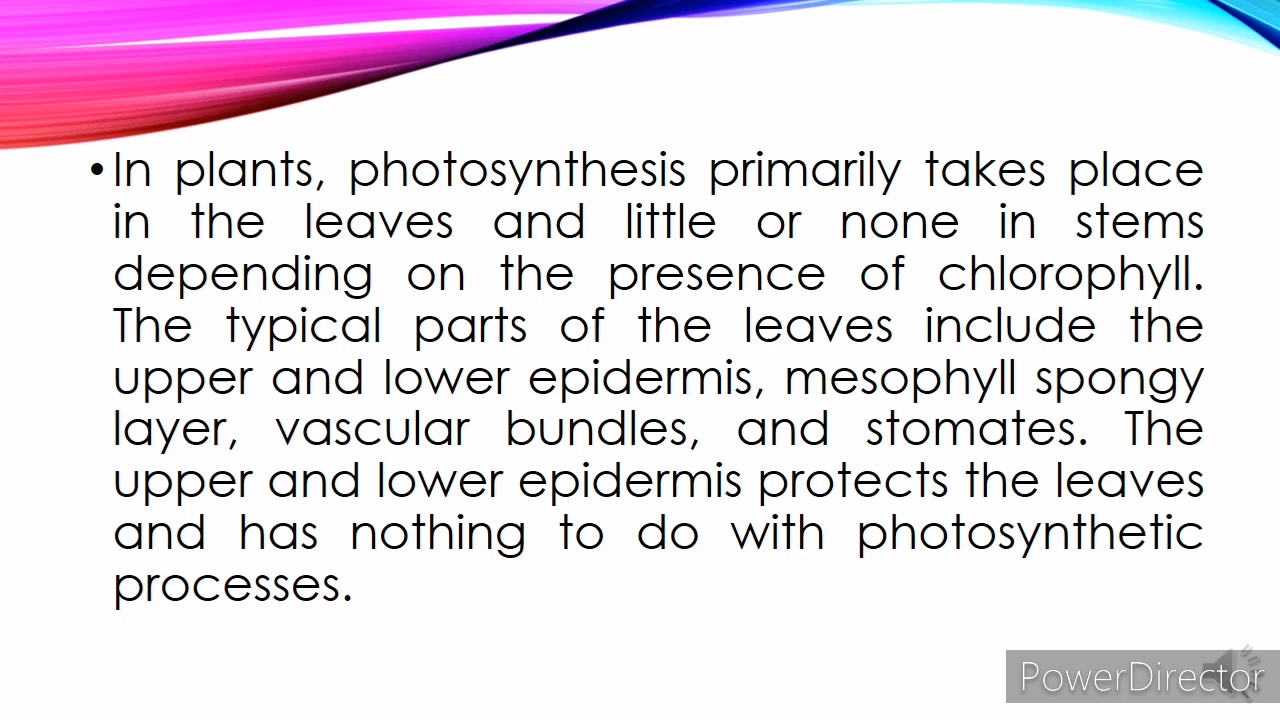 •In plants, photosynthesis primarily takes place
in the leaves and little or none in stems
depending on the presence of chlorophyll.
The typical parts of the leaves include the
upper and lower epidermis, mesophyll spongy
layer, vascular bundles, and stomates. The
upper and lower epidermis protects the leaves
and has nothing to do with photosynthetic
processes.
PowerDirector